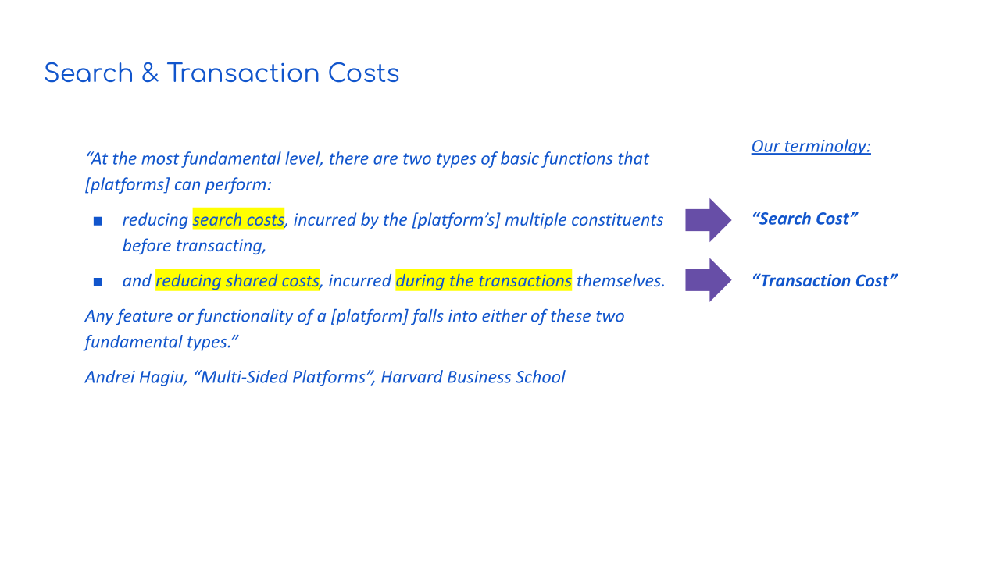 Search & Transaction Costs
“At the most fundamental level, there are two types of basic functions that
[platforms] can perform:
■ reducing search costs, incurred by the [platform’s] multiple constituents
before transacting,
■ and reducing shared costs, incurred during the transactions themselves.
Any feature or functionality of a [platform] falls into either of these two
fundamental types.”
Andrei Hagiu, “Multi-Sided Platforms”, Harvard Business School
Our terminolgy:
“Search Cost”
“Transaction Cost”